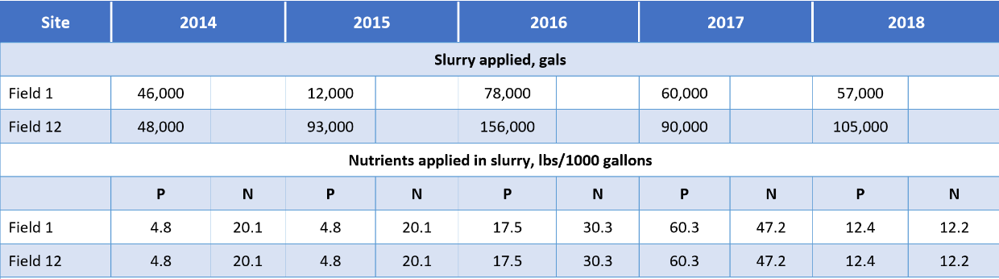 Site 2014 2015 2016 2017 2018
Slurry applied, gals
Field 1 46,000 12,000 78,000 60,000 57,000
Field 12 48,000 93,000 156,000 90,000 105,000
Nutrients applied in slurry, lbs/1000 gallons
P N P N P N P N P N
Field 1 4.8 20.1 4.8 20.1 17.5 30.3 60.3 47.2 12.4 12.2
Field 12 4.8 20.1 4.8 20.1 17.5 30.3 60.3 47.2 12.4 12.2